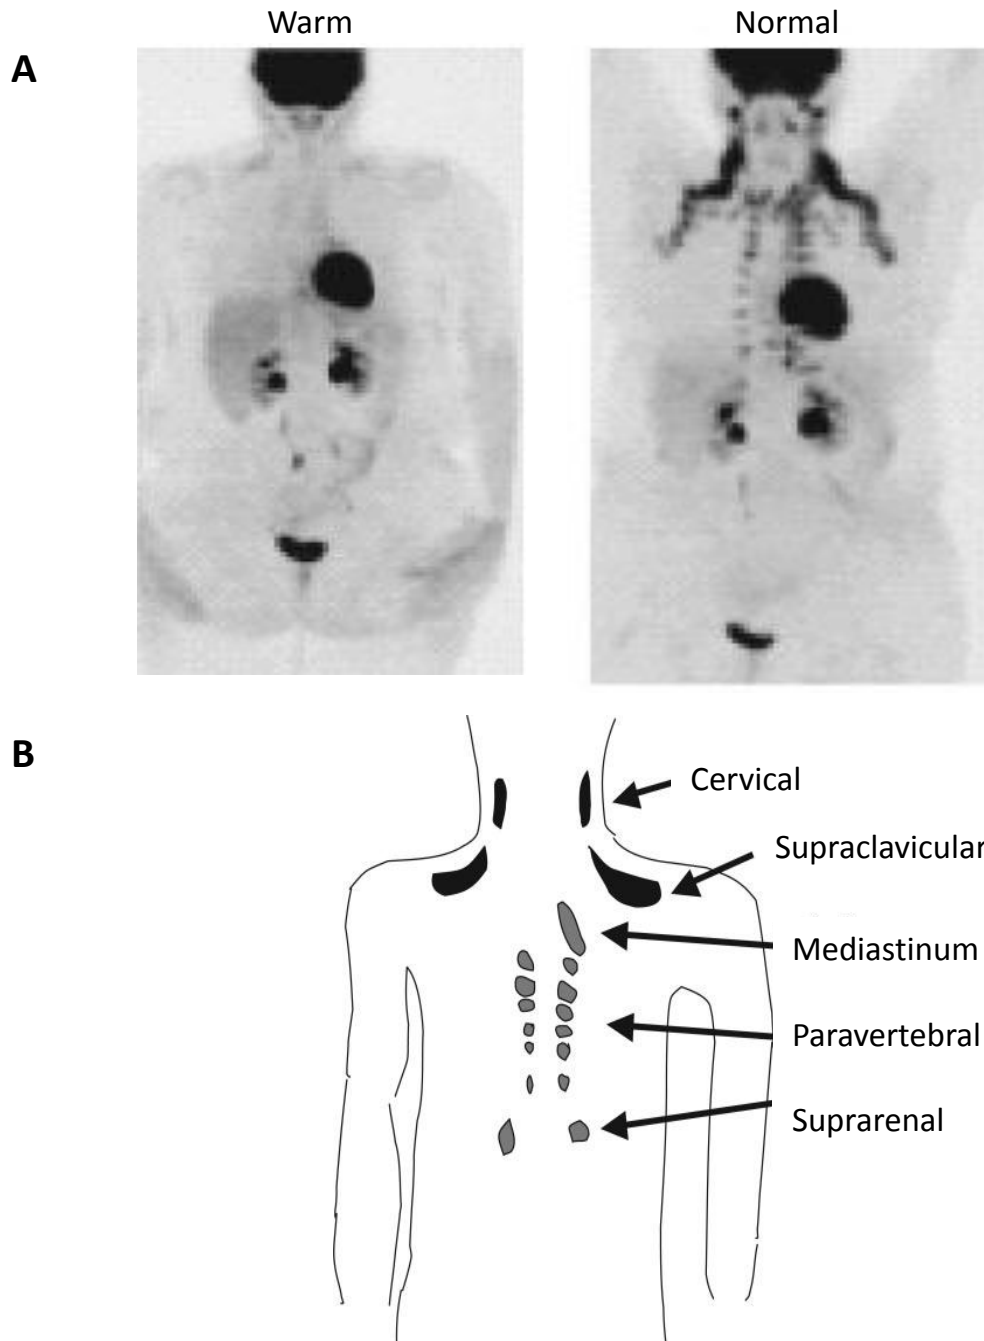 Warm
Normal
A
B
Cervical
Supraclavicular
Mediastinum
Paravertebral
Suprarenal